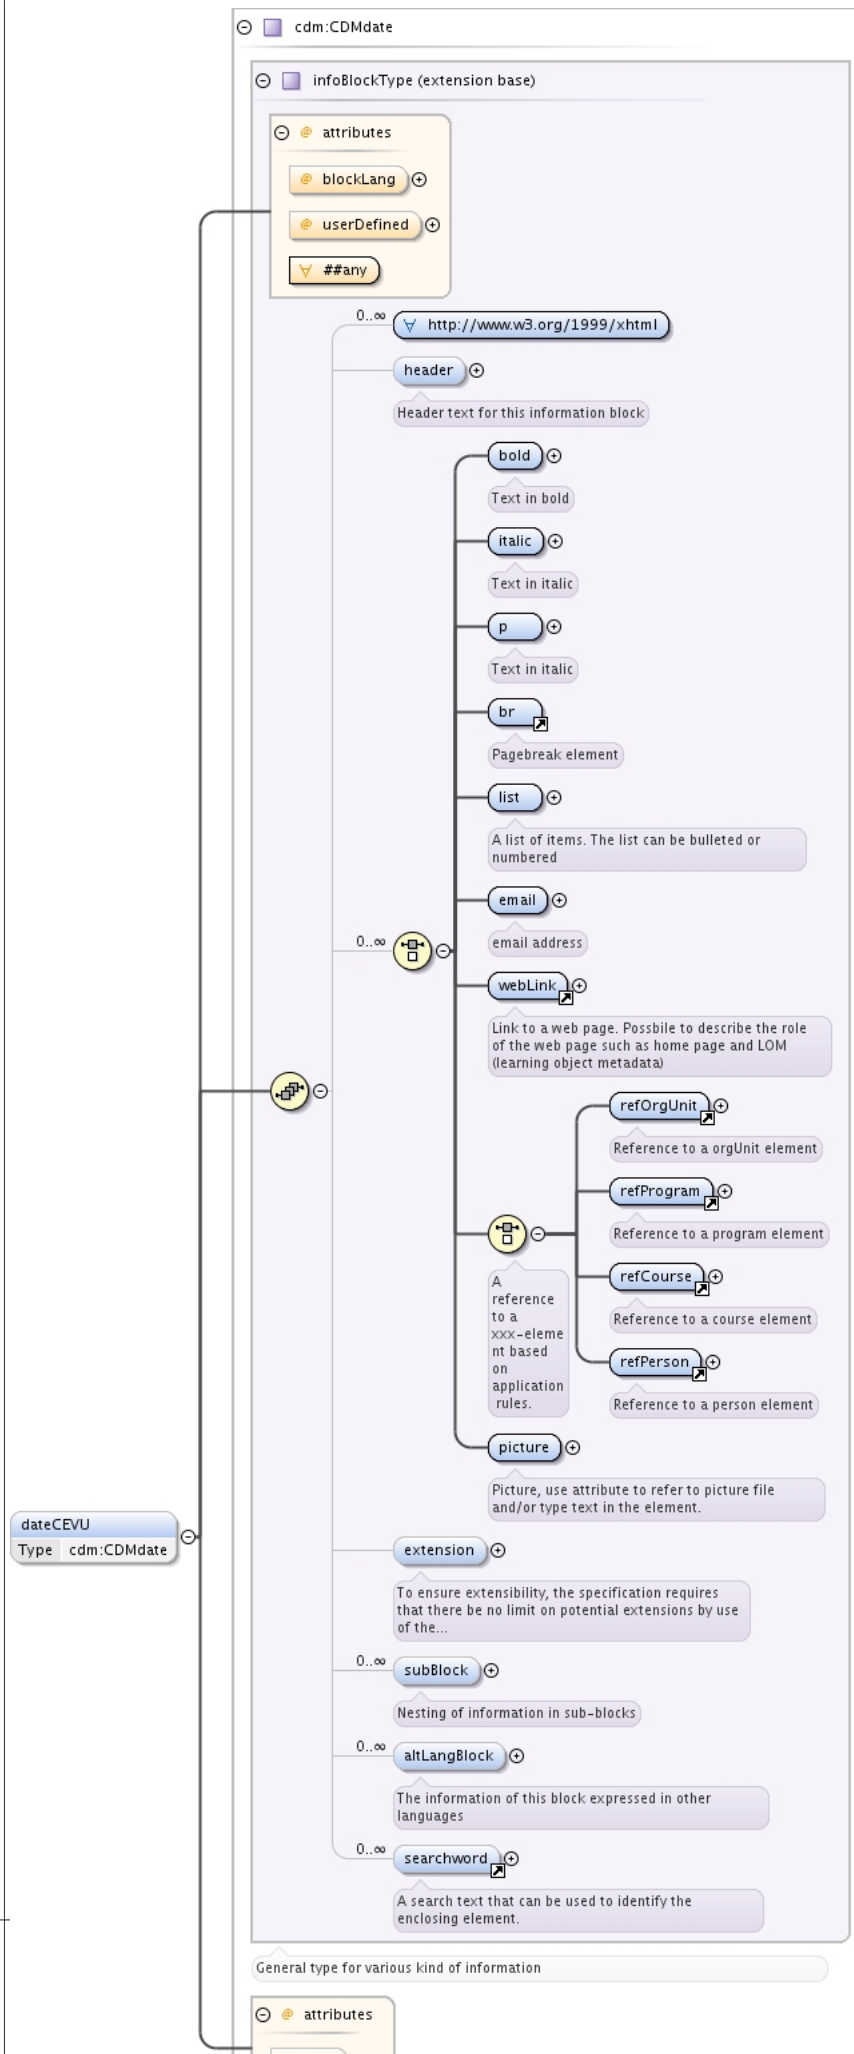 cdm:CDMdate
infoBlockType (extension base)
@ attributes
@ blockLang
@ userDefined
∀ ##any
0..∞
∀ http://www.w3.org/1999/xhtml
header
Header text for this information block
bold
Text in bold
italic
Text in italic
p
Text in italic
br
Pagebreak element
list
A list of items. The list can be bulleted or
numbered
email
email address
0..∞
webLink
Link to a web page. Possbile to describe the role
of the web page such as home page and LOM
(learning object metadata)
refOrgUnit
Reference to a orgUnit element
refProgram
Reference to a program element
A
reference
to a
xxx-eleme
nt based
on
application
rules.
refCourse
Reference to a course element
refPerson
Reference to a person element
picture
Picture, use attribute to refer to picture file
and/or type text in the element.
dateCEVU
Type cdm:CDMdate
extension
To ensure extensibility, the specification requires
that there be no limit on potential extensions by use
of the...
0..∞
subBlock
Nesting of information in sub-blocks
0..∞
altLangBlock
The information of this block expressed in other
languages
0..∞
searchword
A search text that can be used to identify the
enclosing element.
General type for various kind of information
@ attributes